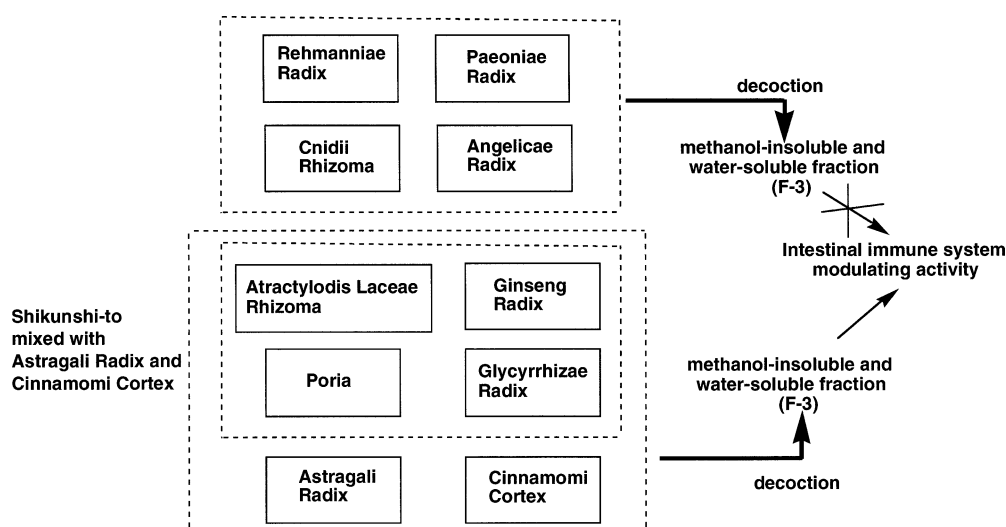 Rehmanniae
Radix
Paeoniae
Radix
Cnidii
Rhizoma
Angelicae
Radix
decoction
methanol-insoluble and
water-soluble fraction
(F-3)
Intestinal immune system
modulating activity
Shikunshi-to
mixed with
Astragali Radix and
Cinnamomi Cortex
Atractylodis Laceae
Rhizoma
Ginseng
Radix
Poria
Glycyrrhizae
Radix
Astragali
Radix
Cinnamomi
Cortex
methanol-insoluble and
water-soluble fraction
(F-3)
decoction